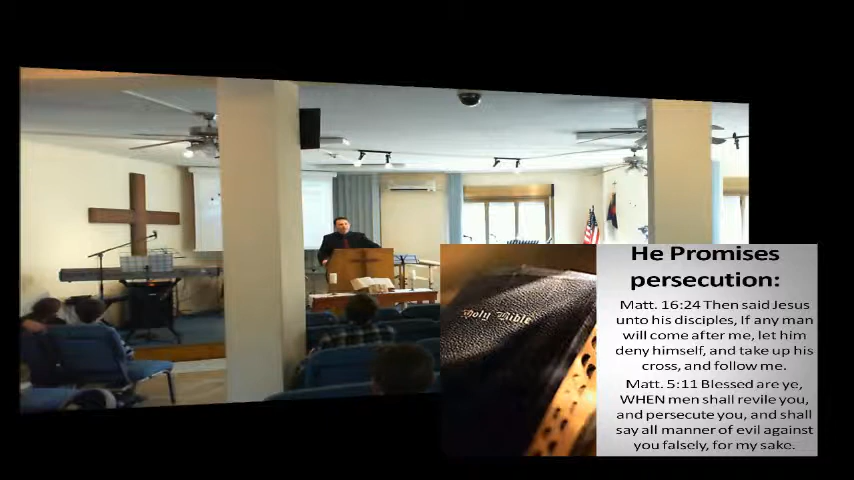 He Promises
persecution:
Matt. 16:24 Then said Jesus
unto his disciples, If any man
will come after me, let him
deny himself, and take up his
cross, and follow me.
Matt. 5:11 Blessed are ye,
WHEN men shall revile you,
and persecute you, and shall
say all manner of evil against
you falsely, for my sake.
Holy Bible